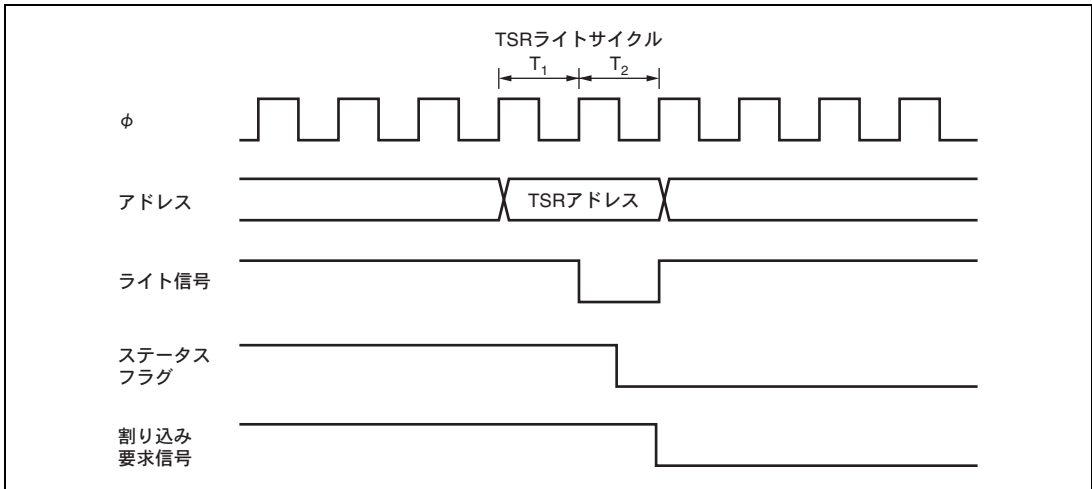 TSRライトサイクル
T1 T2
φ
アドレス
TSRアドレス
ライト信号
ステータス
フラグ
割り込み
要求信号